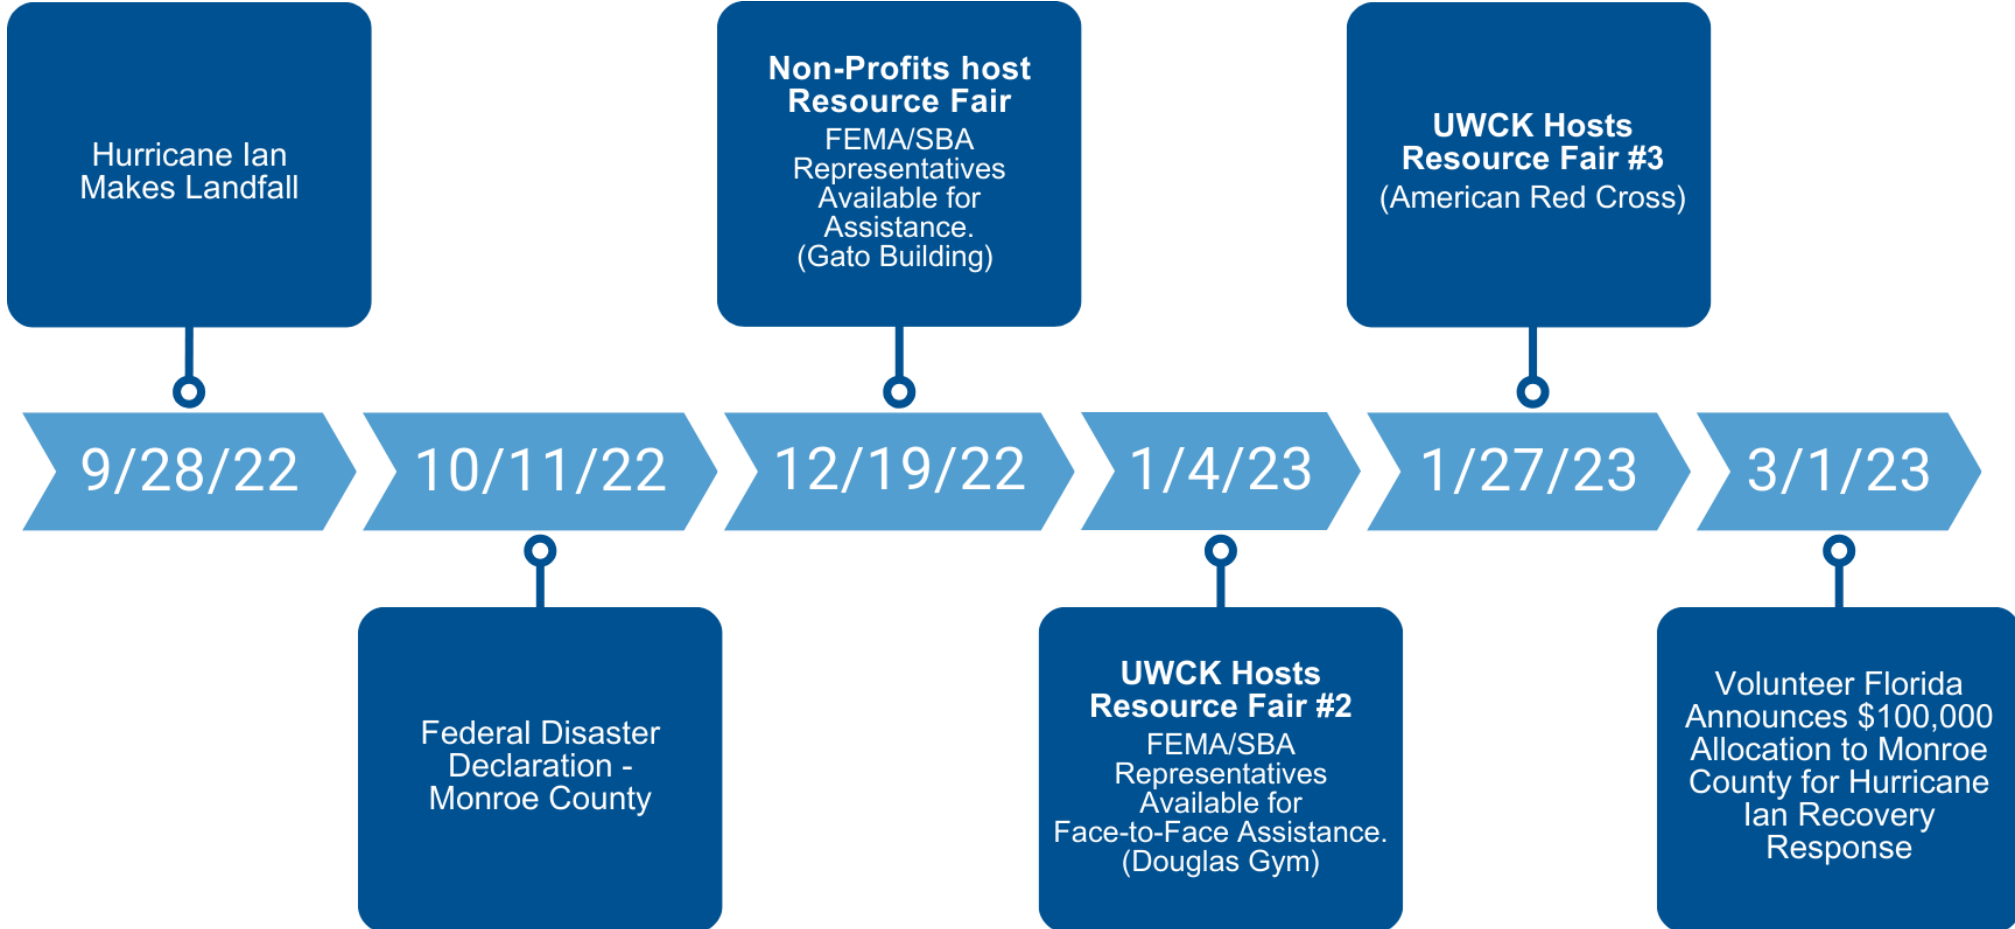 Hurricane Ian
Makes Landfall
Non-Profits host
Resource Fair
FEMA/SBA
Representatives
Available for
Assistance.
(Gato Building)
UWCK Hosts
Resource Fair #3
(American Red Cross)
9/28/22
10/11/22
12/19/22
1/4/23
1/27/23
3/1/23
Federal Disaster
Declaration -
Monroe County
UWCK Hosts
Resource Fair #2
FEMA/SBA
Representatives
Available for
Face-to-Face Assistance.
(Douglas Gym)
Volunteer Florida
Announces $100,000
Allocation to Monroe
County for Hurricane
Ian Recovery
Response